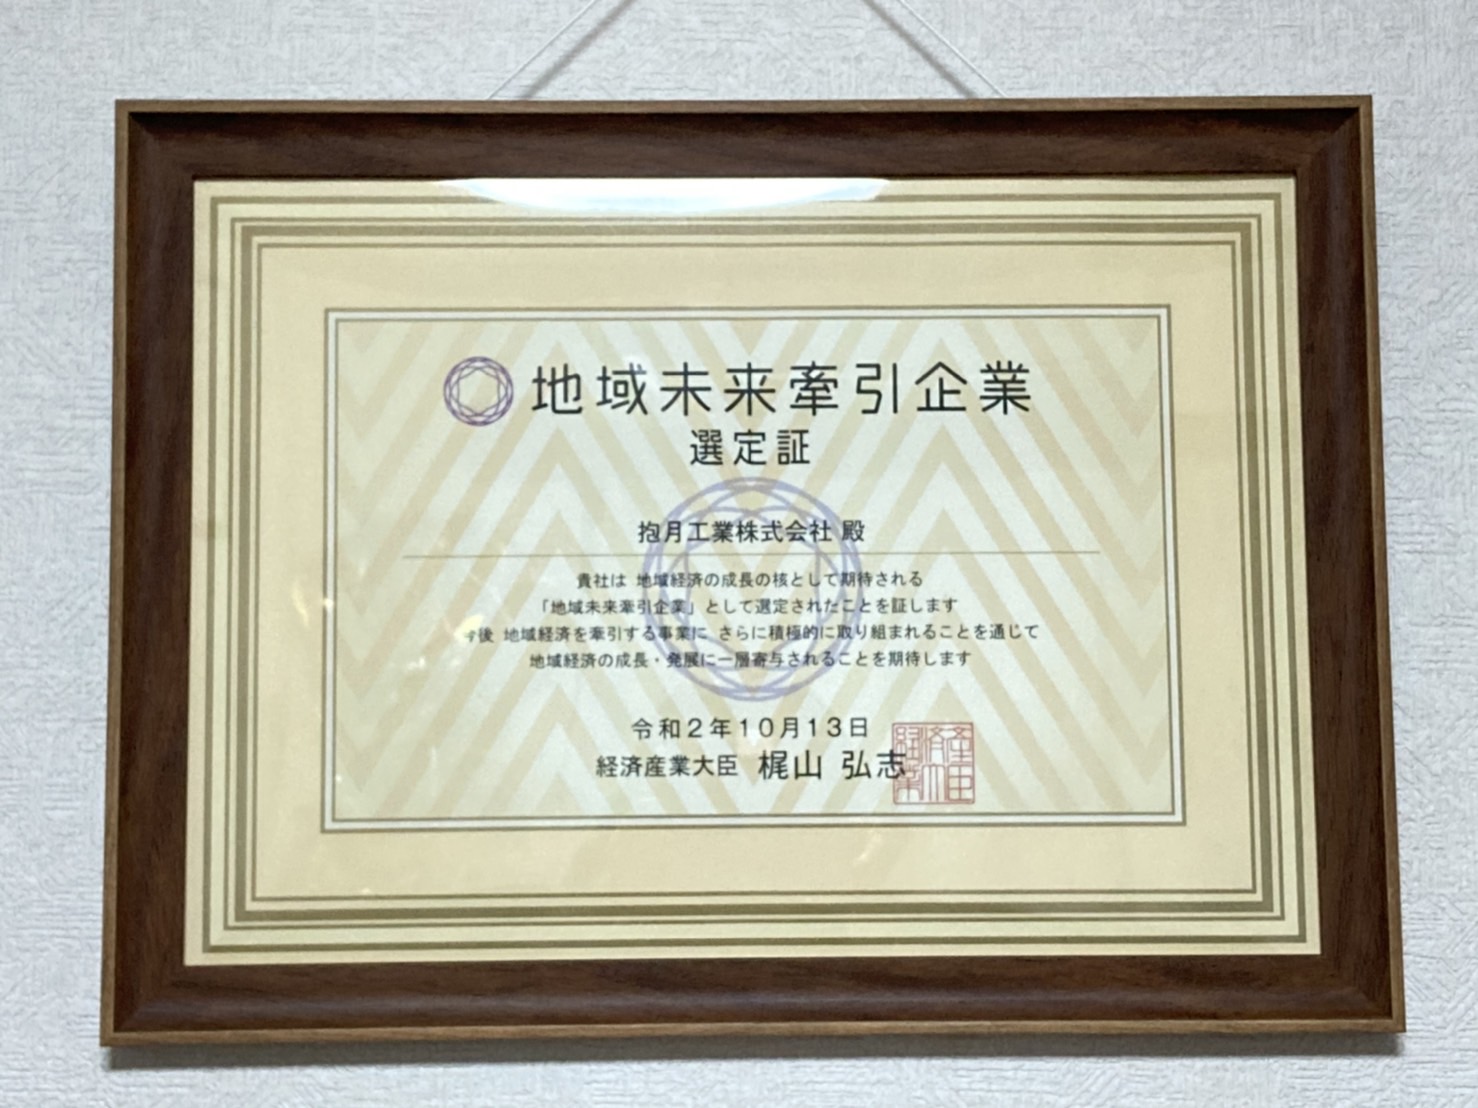 地域未来牽引企業
選定証
抱月工業株式会社 殿
貴社は 地域経済の成長の核として期待される
「地域未来牽引企業」として選定されたことを証します
今後 地域経済を牽引する事業に さらに積極的に取り組まれることを通じて
地域経済の成長・発展に一層寄与されることを期待します
令和2年10月13日
経済産業大臣 梶山 弘志